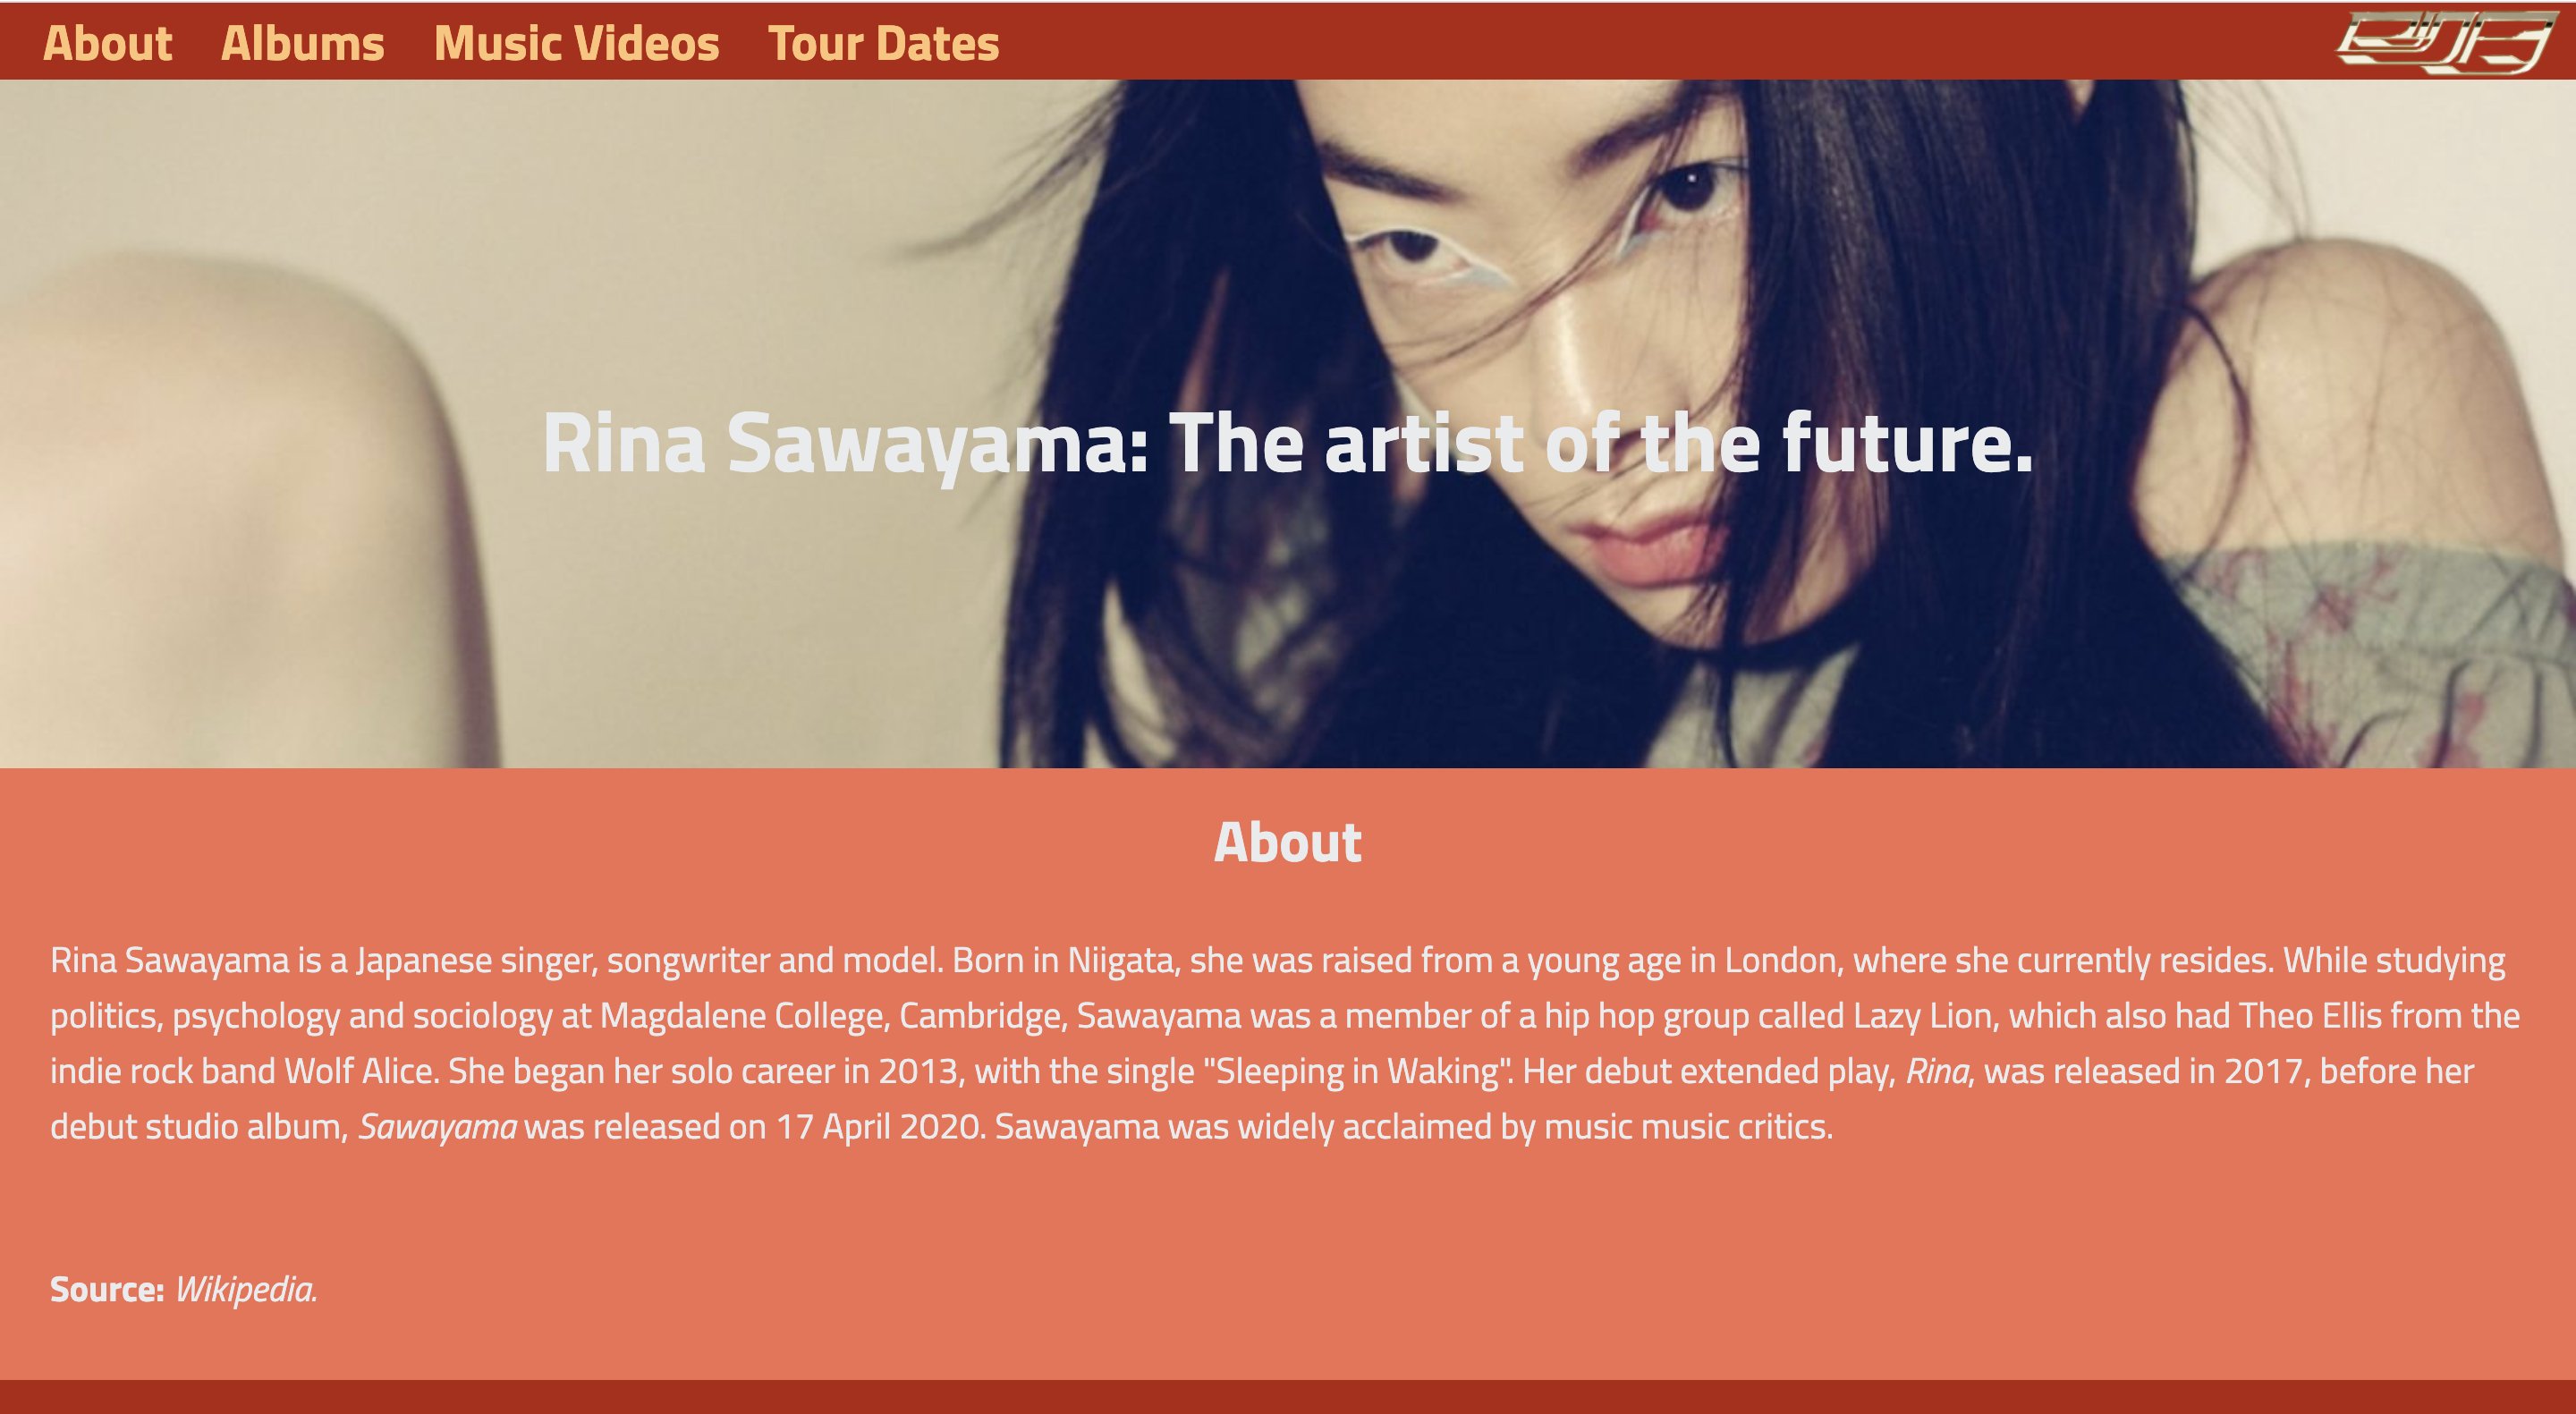 About Albums Music Videos Tour Dates
Rina Sawayama: The artist of the future.
About
Rina Sawayama is a Japanese singer, songwriter and model. Born in Niigata, she was raised from a young age in London, where she currently resides. While studying
politics, psychology and sociology at Magdalene College, Cambridge, Sawayama was a member of a hip hop group called Lazy Lion, which also had Theo Ellis from the
indie rock band Wolf Alice. She began her solo career in 2013, with the single "Sleeping in Waking". Her debut extended play, Rina, was released in 2017, before her
debut studio album, Sawayama was released on 17 April 2020. Sawayama was widely acclaimed by music music critics.
Source: Wikipedia.